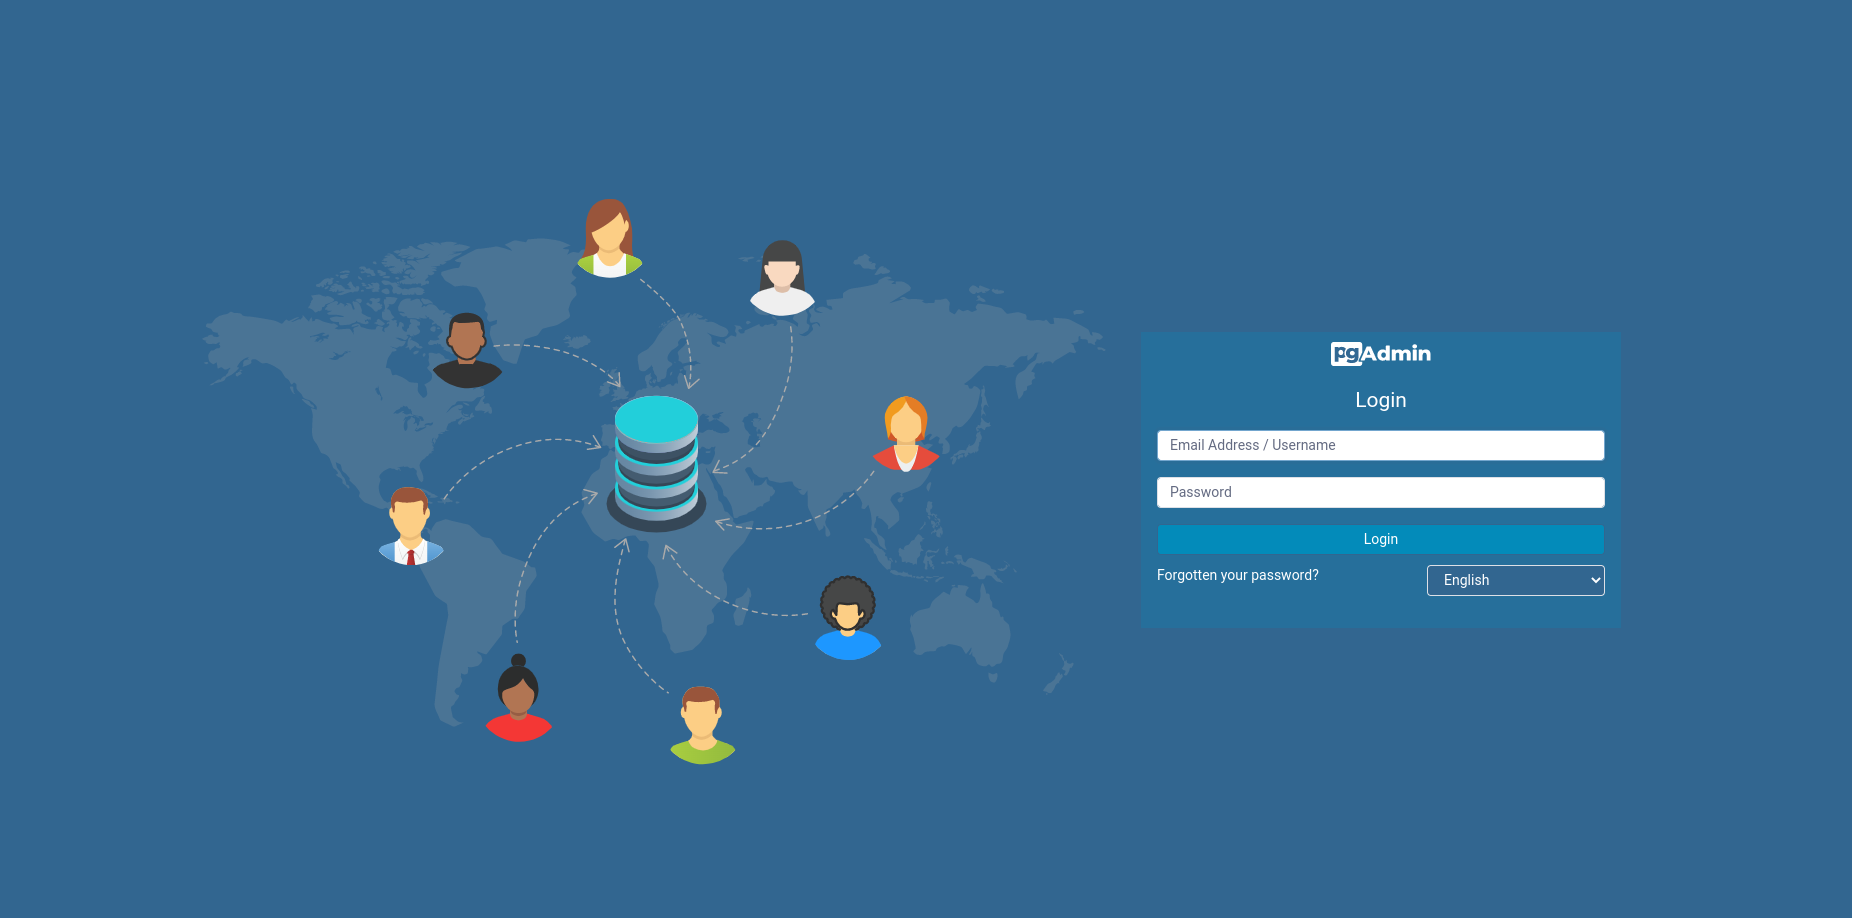 pgAdmin
Login
Email Address / Username
Password
Login
Forgotten your password?
English